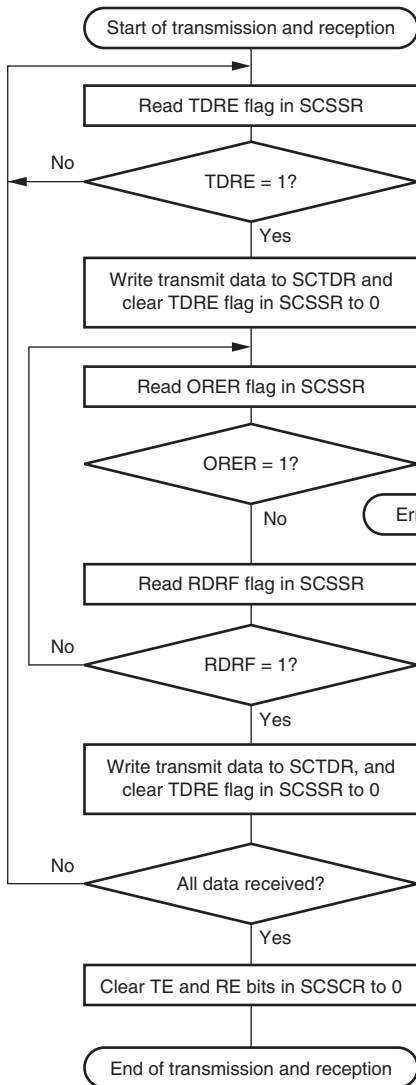 Start of transmission and reception
Read TDRE flag in SCSSR
No
TDRE = 1?
Yes
Write transmit data to SCTDR and
clear TDRE flag in SCSSR to 0
Read ORER flag in SCSSR
ORER = 1?
No
Read RDRF flag in SCSSR
No
RDRF = 1?
Yes
Write transmit data to SCTDR, and
clear TDRE flag in SCSSR to 0
No
All data received?
Yes
Clear TE and RE bits in SCSCR to 0
End of transmission and reception